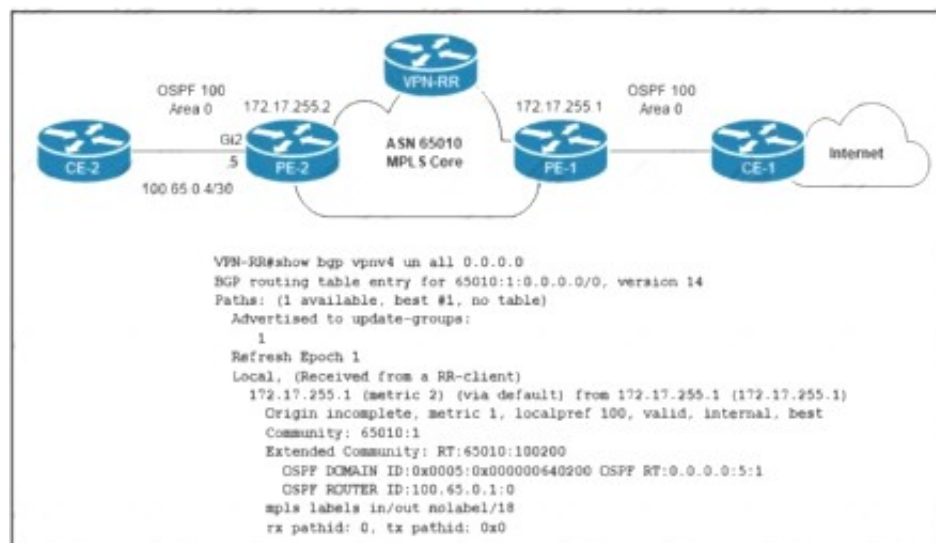 VPN-RR
OSPF 100
Area 0
172.17.255.2
172.17.255.1
OSPF 100
Area 0
Gi2
.5
ASN 65010
MPLS Core
Internet
CE-2
PE-2
PE-1
CE-1
100.65.0.4/30
VPN-RR#show bgp vpnv4 un all 0.0.0.0
BGP routing table entry for 65010:1:0.0.0.0/0, version 14
Paths: (1 available, best #1, no table)
Advertised to update-groups:
1
Refresh Epoch 1
Local, (Received from a RR-client)
172.17.255.1 (metric 2) (via default) from 172.17.255.1 (172.17.255.1)
Origin incomplete, metric 1, localpref 100, valid, internal, best
Community: 65010:1
Extended Community: RT:65010:100200
OSPF DOMAIN ID:0x0005:0x000000640200 OSPF RT:0.0.0.0:5:1
OSPF ROUTER ID:100.65.0.1:0
mpls labels in/out nolabel/18
rx pathid: 0, tx pathid: 0x0